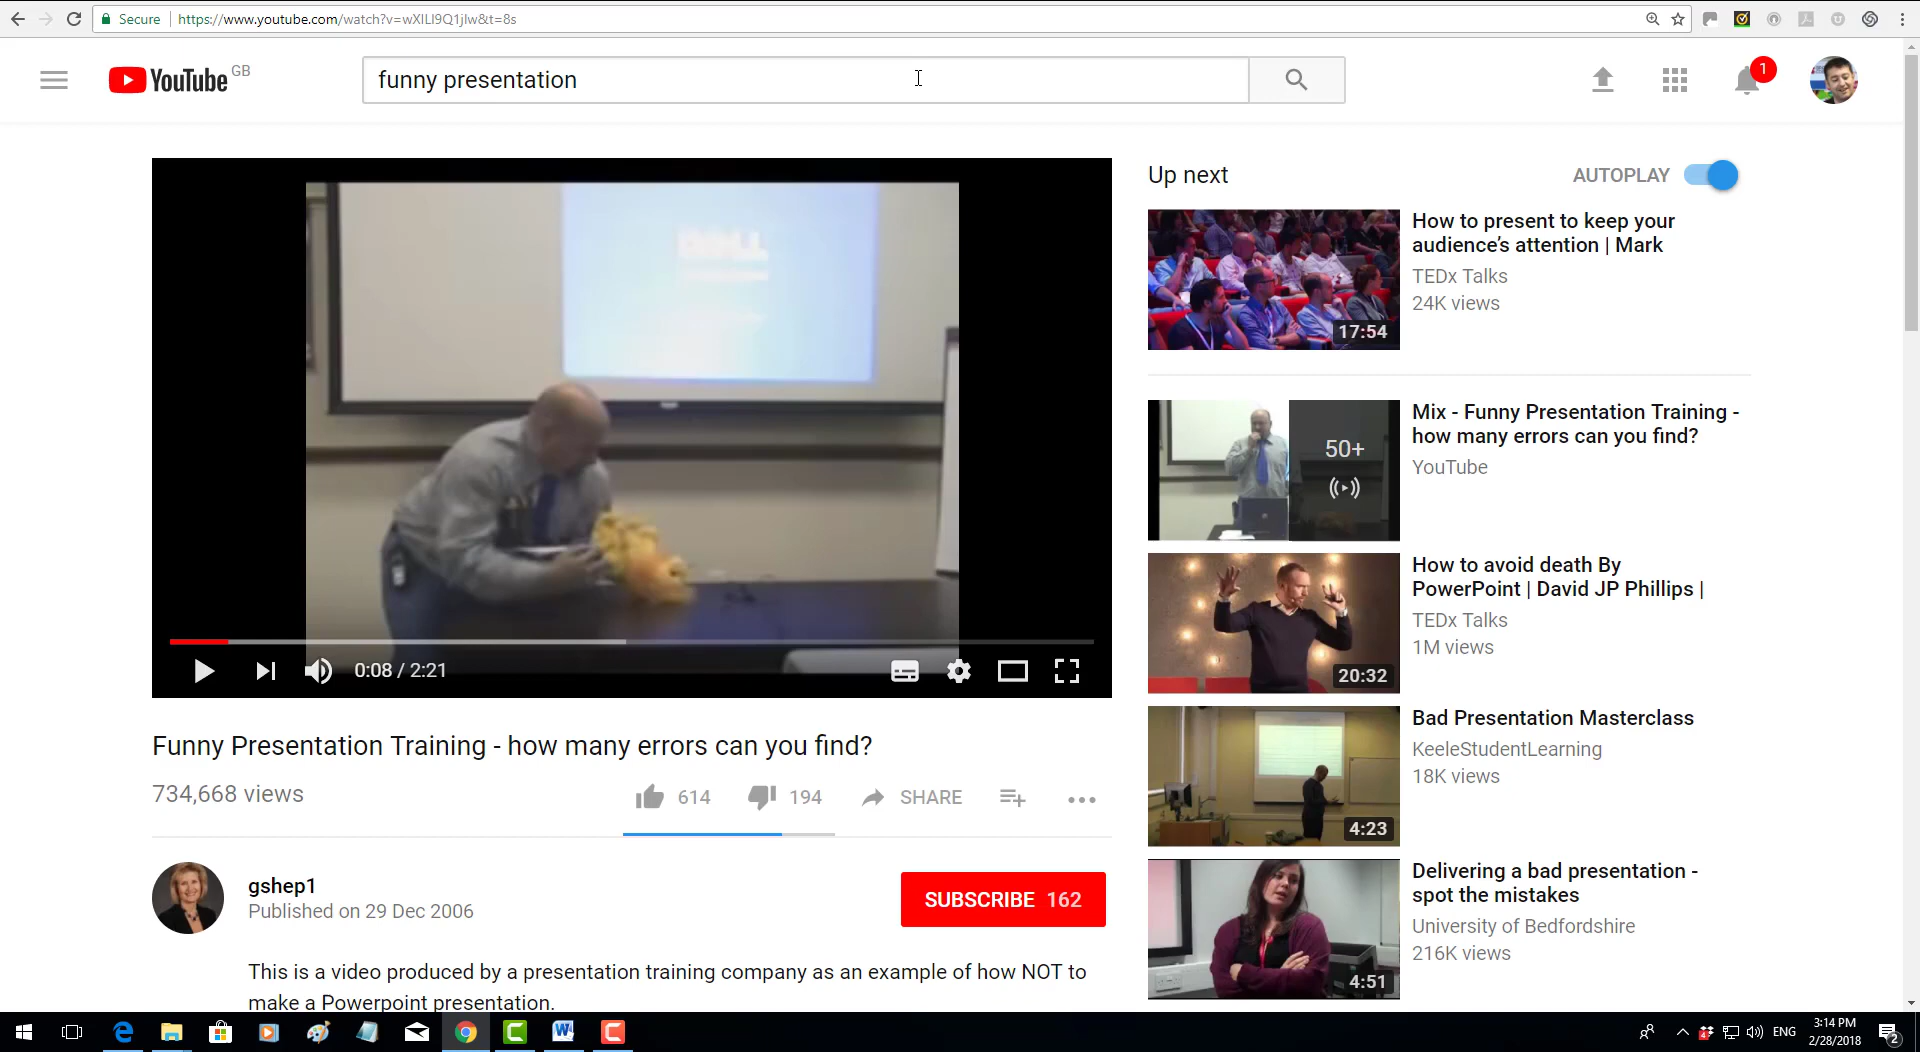 Secure
https://www.youtube.com/watch?v=wXILI9Q1jIw&t=8s
YouTube GB
funny presentation
1
Up next
AUTOPLAY
How to present to keep your
audience's attention | Mark
TEDx Talks
24K views
17:54
50+
Mix - Funny Presentation Training -
how many errors can you find?
YouTube
How to avoid death By
PowerPoint | David JP Phillips |
TEDx Talks
1M views
20:32
Bad Presentation Masterclass
KeeleStudentLearning
18K views
4:23
Delivering a bad presentation -
spot the mistakes
University of Bedfordshire
216K views
4:51
0:08 / 2:21
Funny Presentation Training - how many errors can you find?
734,668 views
614
194
SHARE
gshep1
Published on 29 Dec 2006
SUBSCRIBE 162
This is a video produced by a presentation training company as an example of how NOT to
make a Powerpoint presentation.
ENG
3:14 PM
2/28/2018
2